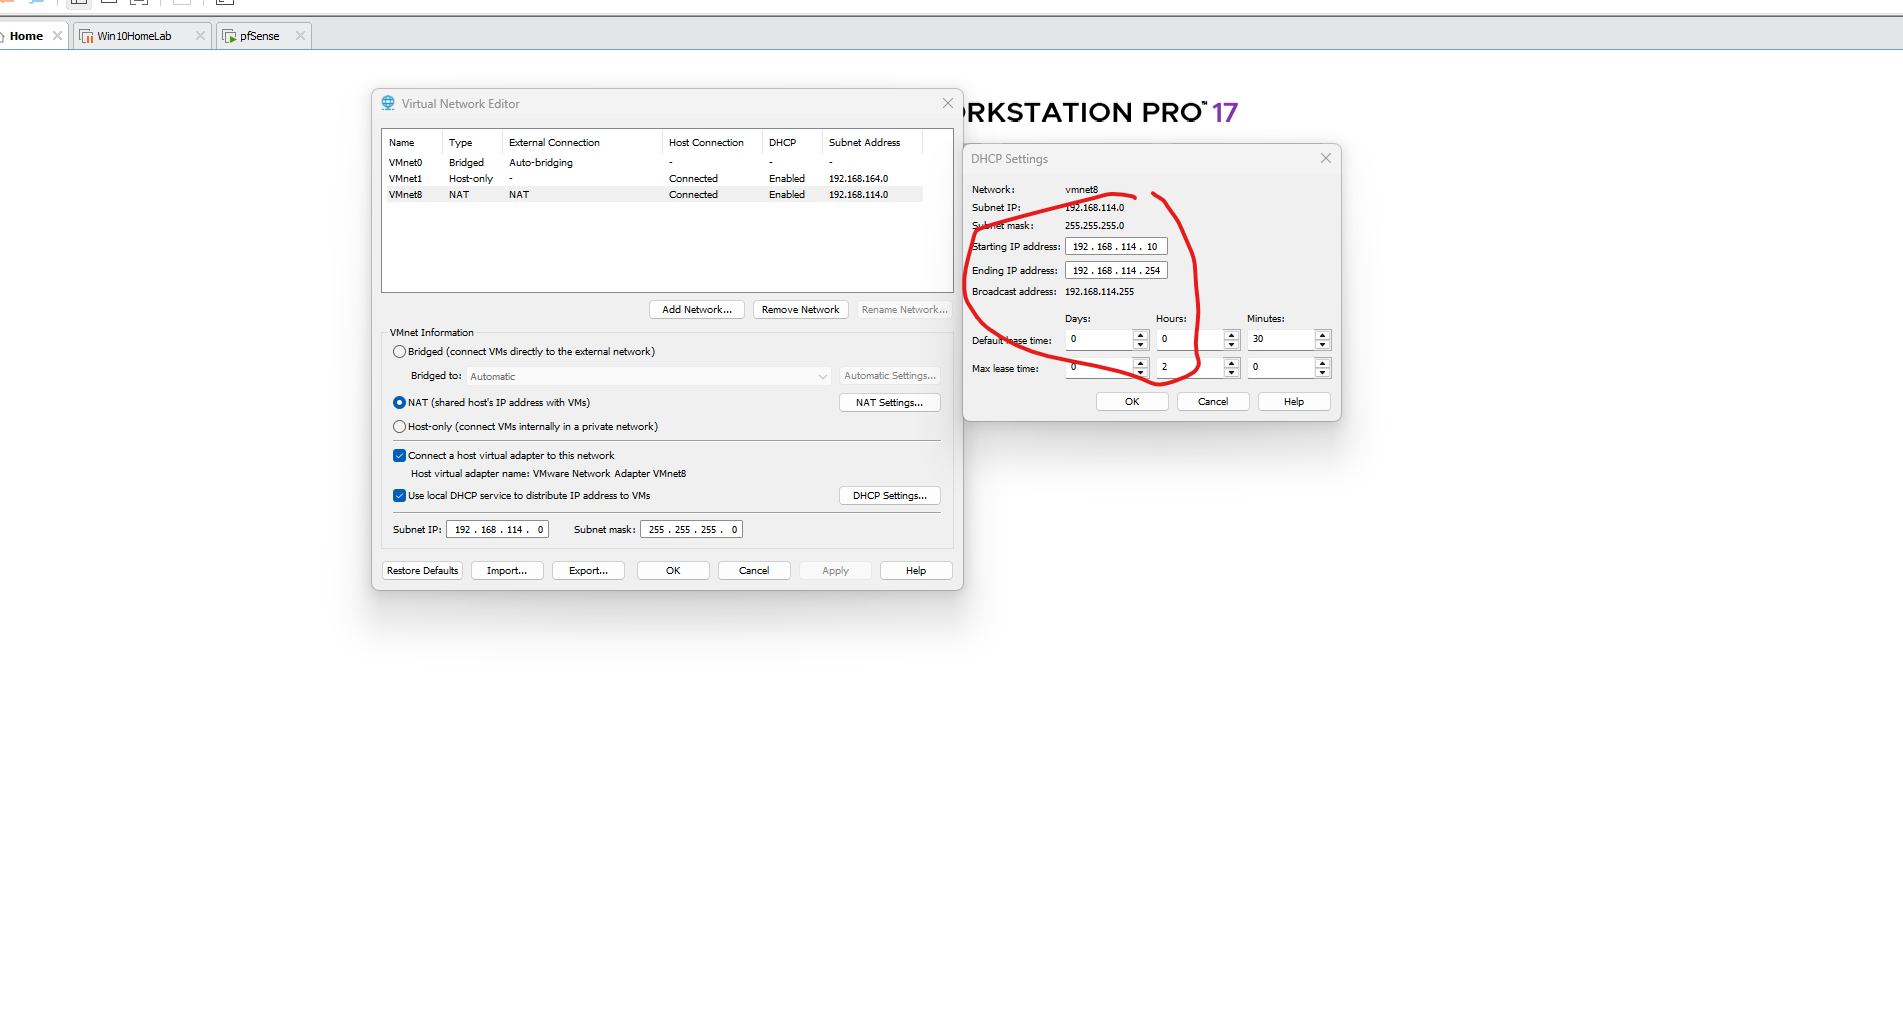 Home
Win10HomeLab
pfSense
Virtual Network Editor
ORKSTATION PRO™ 17
Name Type External Connection Host Connection DHCP Subnet Address
VMnet0 Bridged Auto-bridging - - -
VMnet1 Host-only - Connected Enabled 192.168.164.0
VMnet8 NAT NAT Connected Enabled 192.168.114.0
Add Network... Remove Network Rename Network...
VMnet Information
Bridged (connect VMs directly to the external network)
Bridged to: Automatic Automatic Settings...
NAT (shared host's IP address with VMs) NAT Settings...
Host-only (connect VMs internally in a private network)
Connect a host virtual adapter to this network
Host virtual adapter name: VMware Network Adapter VMnet8
Use local DHCP service to distribute IP address to VMs DHCP Settings...
Subnet IP: 192 . 168 . 114 . 0 Subnet mask: 255 . 255 . 255 . 0
Restore Defaults Import... Export... OK Cancel Apply Help
DHCP Settings
Network: vmnet8
Subnet IP: 192.168.114.0
Subnet mask: 255.255.255.0
Starting IP address: 192 . 168 . 114 . 10
Ending IP address: 192 . 168 . 114 . 254
Broadcast address: 192.168.114.255
Days: Hours: Minutes:
Default lease time: 0 0 30
Max lease time: 0 2 0
OK Cancel Help